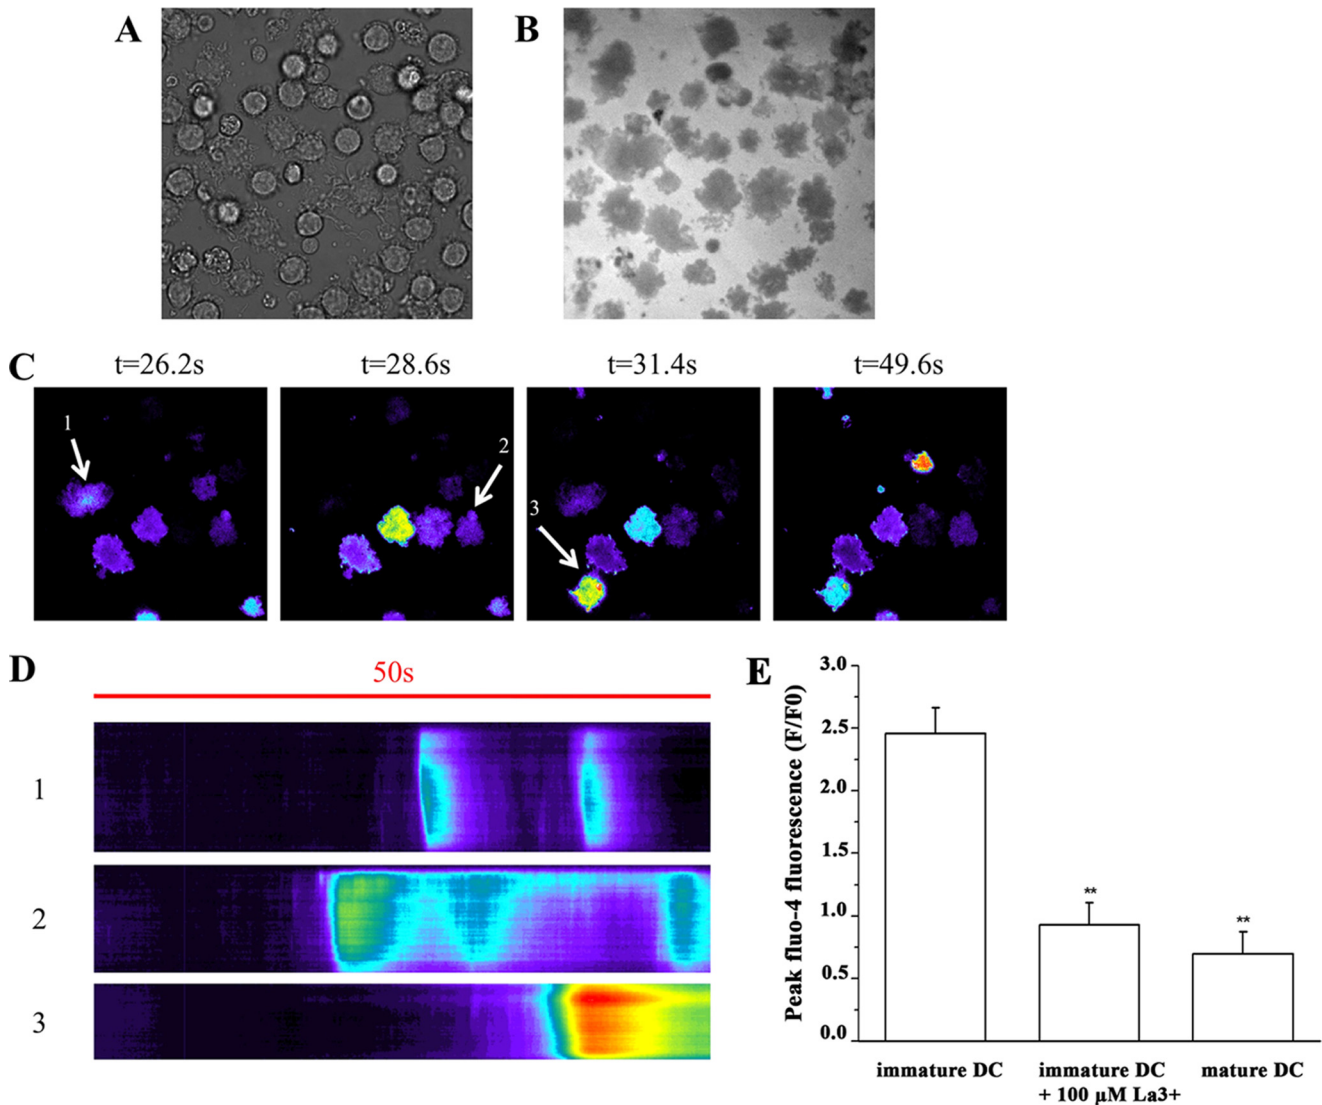 A
B
C
t=26.2s
t=28.6s
t=31.4s
t=49.6s
1
2
3
D
50s
1
2
3
E
Peak fluo-4 fluorescence (F/F0)
3.0
2.5
2.0
1.5
1.0
0.5
0.0
**
**
immature DC
immature DC
+ 100 µM La3+
mature DC